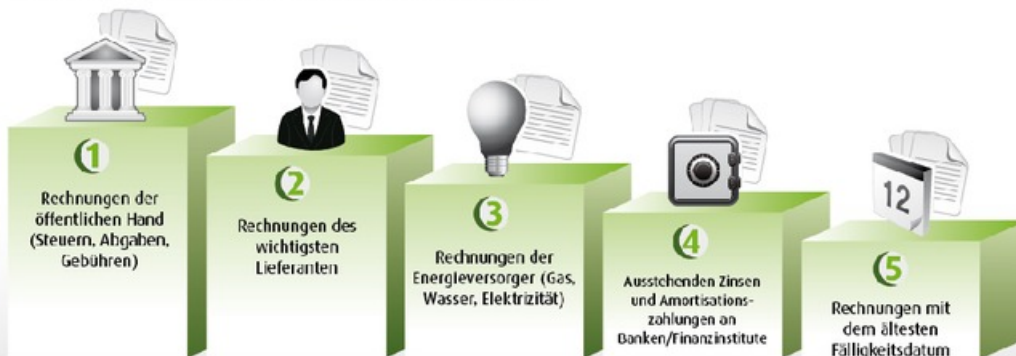 1
Rechnungen der
öffentlichen Hand
(Steuern, Abgaben,
Gebühren)
2
Rechnungen des
wichtigsten
Lieferanten
3
Rechnungen der
Energieversorger (Gas,
Wasser, Elektrizität)
4
Ausstehenden Zinsen
und Amortisations-
zahlungen an
Banken/Finanzinstitute
12
5
Rechnungen mit
dem ältesten
Fälligkeitsdatum